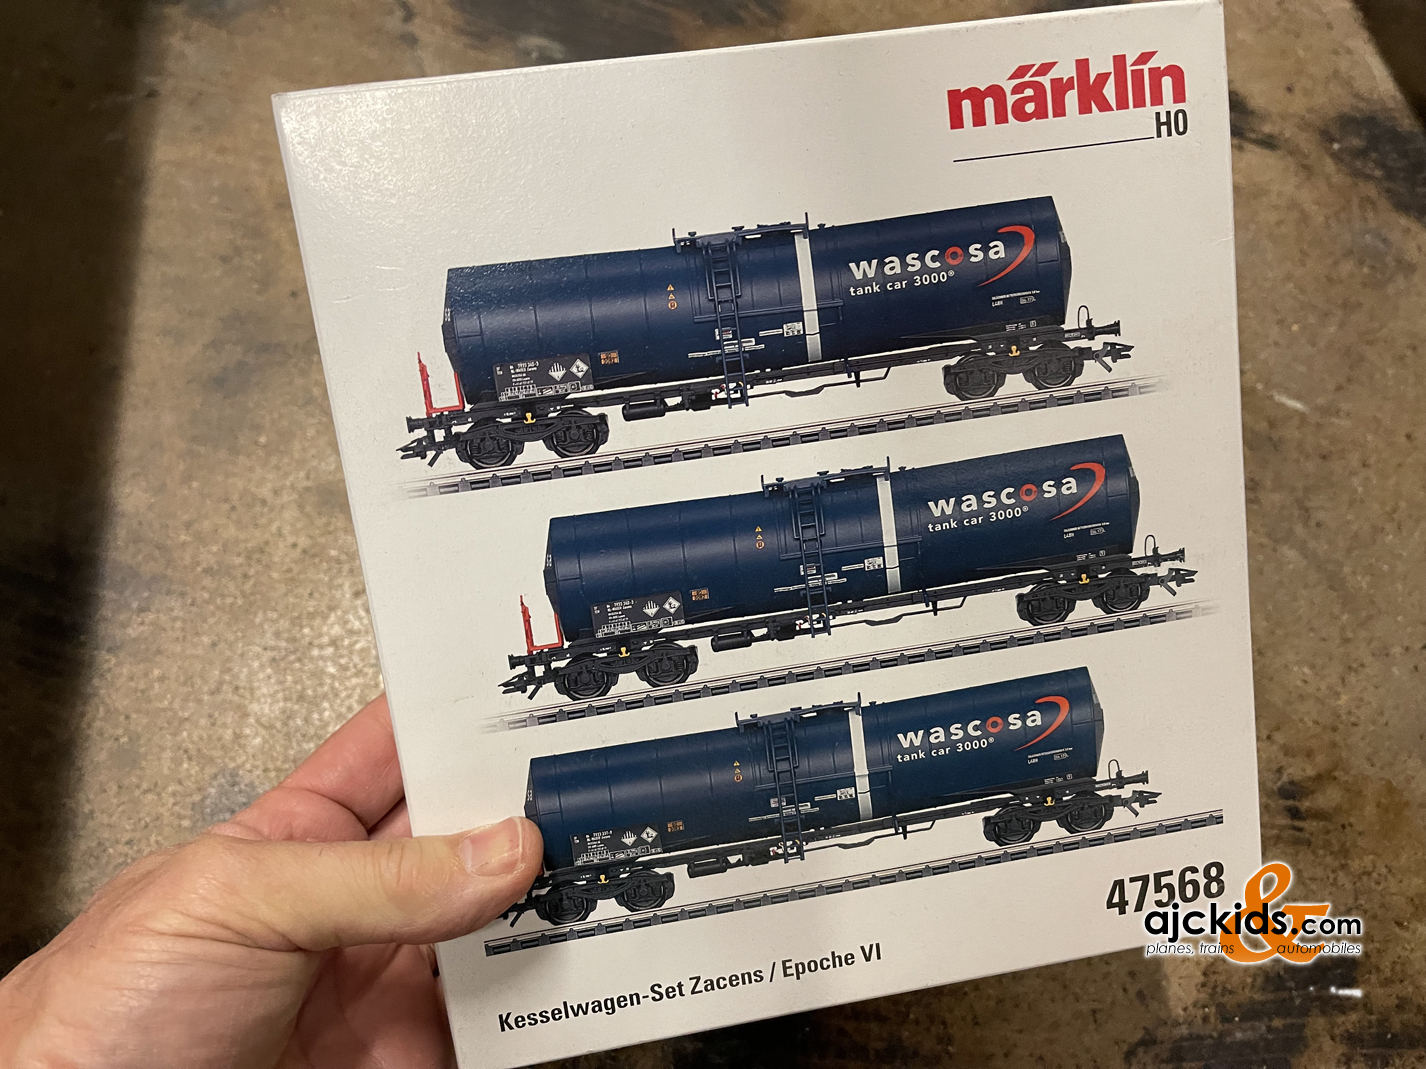 märklin
H0
wascosa
tank car 3000®
wascosa
tank car 3000®
wascosa
tank car 3000®
47568
ajckids.com
planes, trains & automobiles
Kesselwagen-Set Zacens / Epoche VI